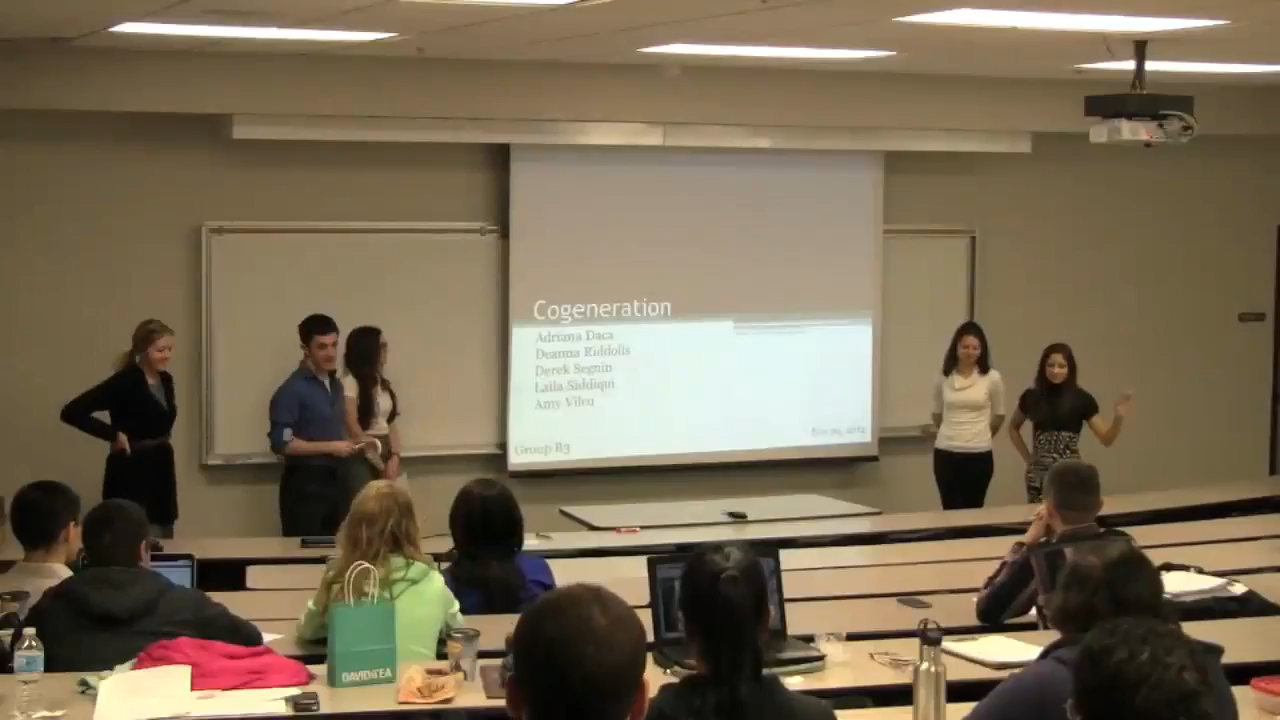 Cogeneration
Adriana Daca
Deanna Riddolls
Derek Seguin
Laila Siddiqui
Amy Vilcu
Group B3
DAVIDsTEA